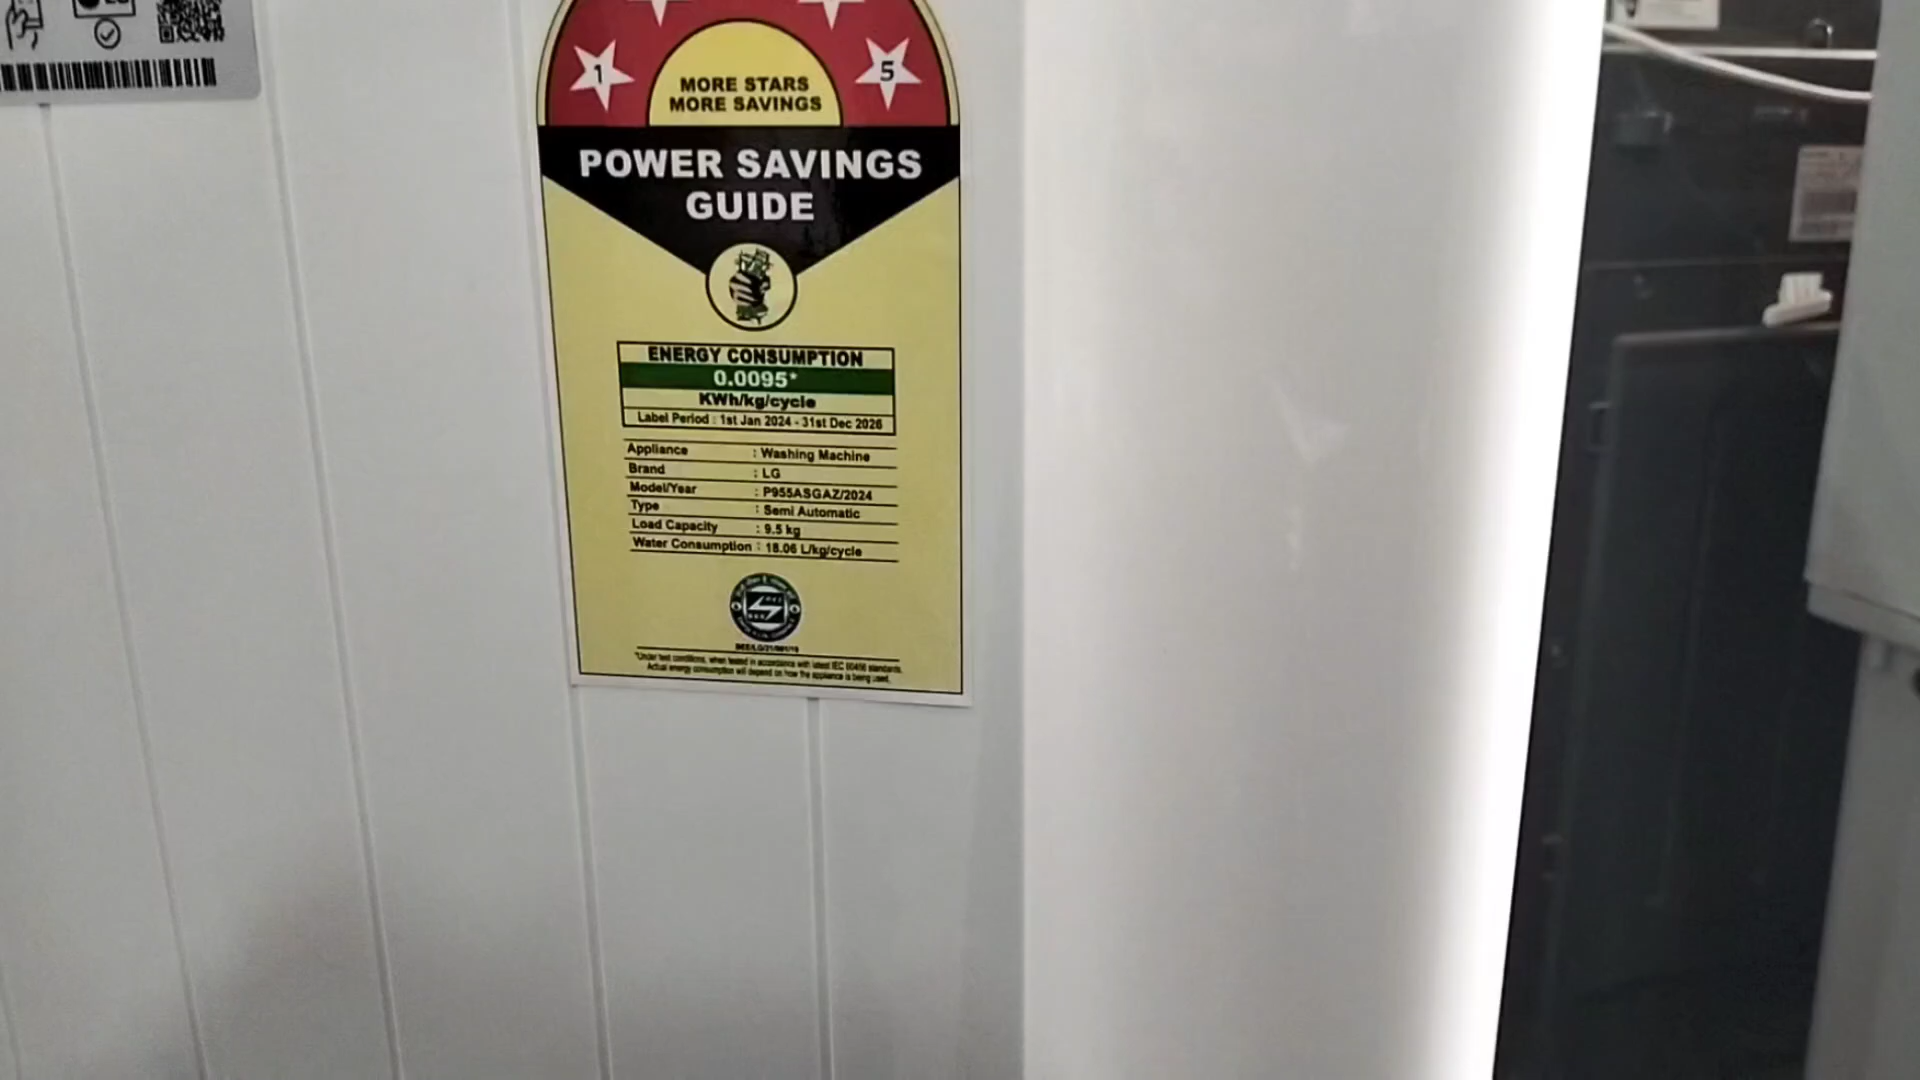 1
5
MORE STARS
MORE SAVINGS
POWER SAVINGS
GUIDE
ENERGY CONSUMPTION
0.0095*
KWh/kg/cycle
Label Period : 1st Jan 2024 - 31st Dec 2026
Appliance : Washing Machine
Brand : LG
Model/Year : P955ASGAZ/2024
Type : Semi Automatic
Load Capacity : 9.5 kg
Water Consumption : 18.06 L/kg/cycle
*Under test conditions, when tested in accordance with latest IEC 60456 standards.
Actual energy consumption will depend on how the appliance is being used.